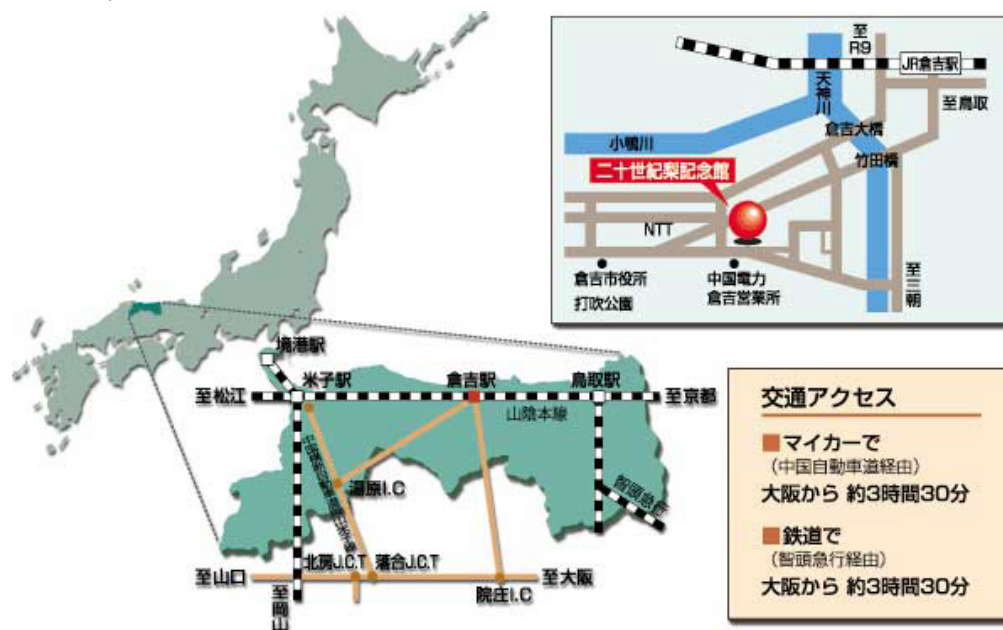 至
R9
JR倉吉駅
天神川
至鳥取
倉吉大橋
小鴨川
竹田橋
二十世紀梨記念館
NTT
至三朝
倉吉市役所
打吹公園
中国電力
倉吉営業所
境港駅
米子駅
倉吉駅
鳥取駅
至松江
至京都
山陰本線
湯原I.C
智頭急行
北房J.C.T
落合J.C.T
至山口
至大阪
院庄I.C
至岡山
交通アクセス
■マイカーで
(中国自動車道経由)
大阪から 約3時間30分
■鉄道で
(智頭急行経由)
大阪から 約3時間30分